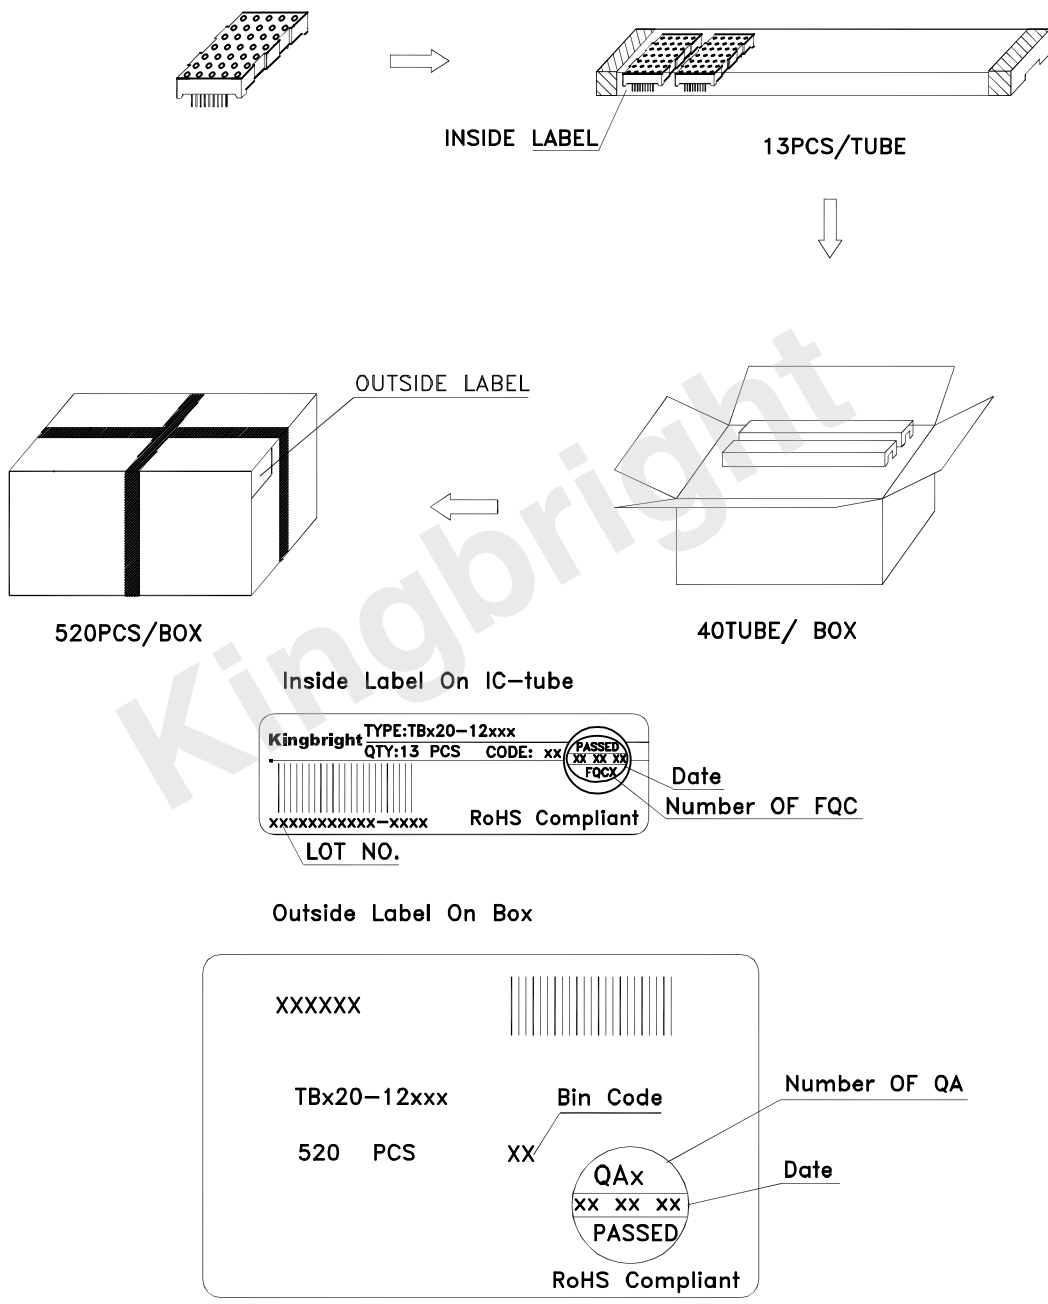 INSIDE LABEL
13PCS/TUBE
OUTSIDE LABEL
520PCS/BOX
40TUBE/ BOX
Kingbright
Inside Label On IC-tube
Kingbright
TYPE:TBx20-12xxx
QTY:13 PCS CODE: xx
PASSED
xx xx xx
FQCX
Date
Number OF FQC
xxxxxxxxxxx-xxxx
RoHS Compliant
LOT NO.
Outside Label On Box
XXXXXX
TBx20-12xxx
Bin Code
Number OF QA
520 PCS
XX
QAx
Date
xx xx xx
PASSED
RoHS Compliant